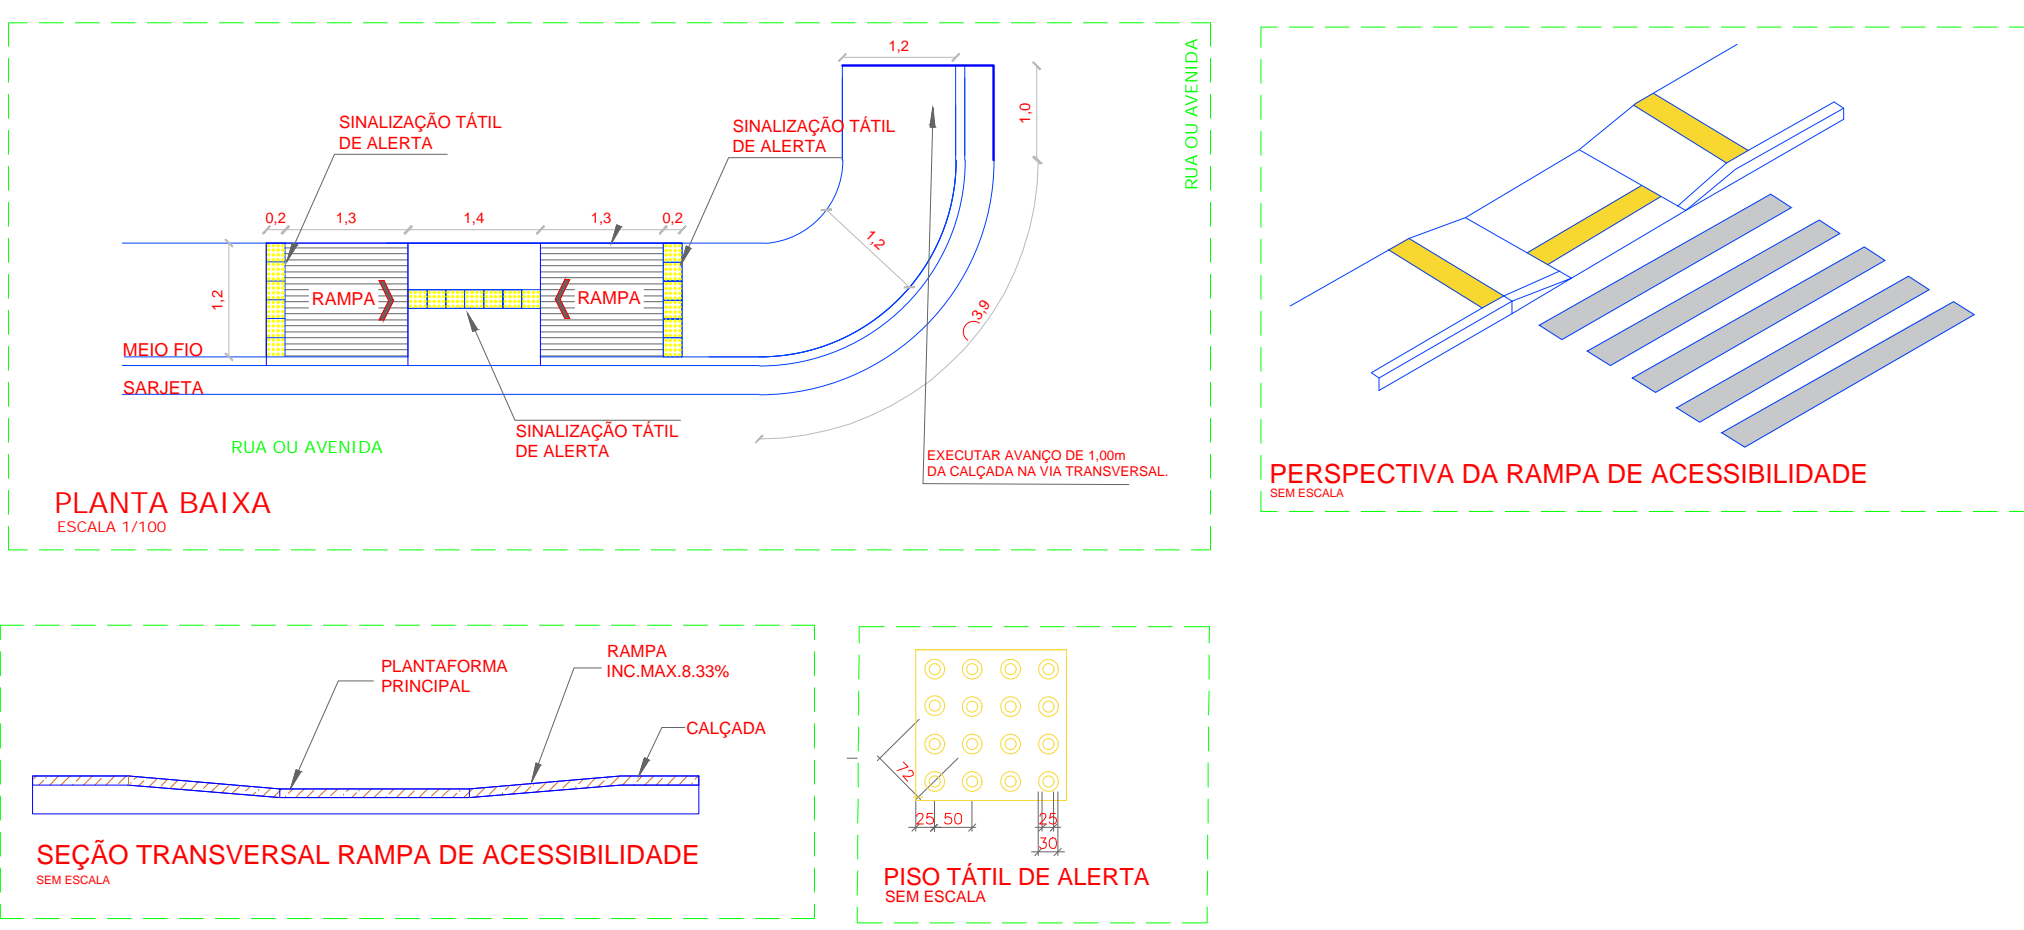 1,2
RUA OU AVENIDA
1,0
SINALIZAÇÃO TÁTIL
DE ALERTA
SINALIZAÇÃO TÁTIL
DE ALERTA
0,2
1,3
1,4
1,3
0,2
1,2
1,2
RAMPA
RAMPA
3,9
MEIO FIO
SARJETA
SINALIZAÇÃO TÁTIL
DE ALERTA
RUA OU AVENIDA
EXECUTAR AVANÇO DE 1,00m
DA CALÇADA NA VIA TRANSVERSAL.
PLANTA BAIXA
ESCALA 1/100
PERSPECTIVA DA RAMPA DE ACESSIBILIDADE
SEM ESCALA
PLANTAFORMA
PRINCIPAL
RAMPA
INC.MAX.8.33%
CALÇADA
SEÇÃO TRANSVERSAL RAMPA DE ACESSIBILIDADE
SEM ESCALA
72
25
50
25
30
PISO TÁTIL DE ALERTA
SEM ESCALA